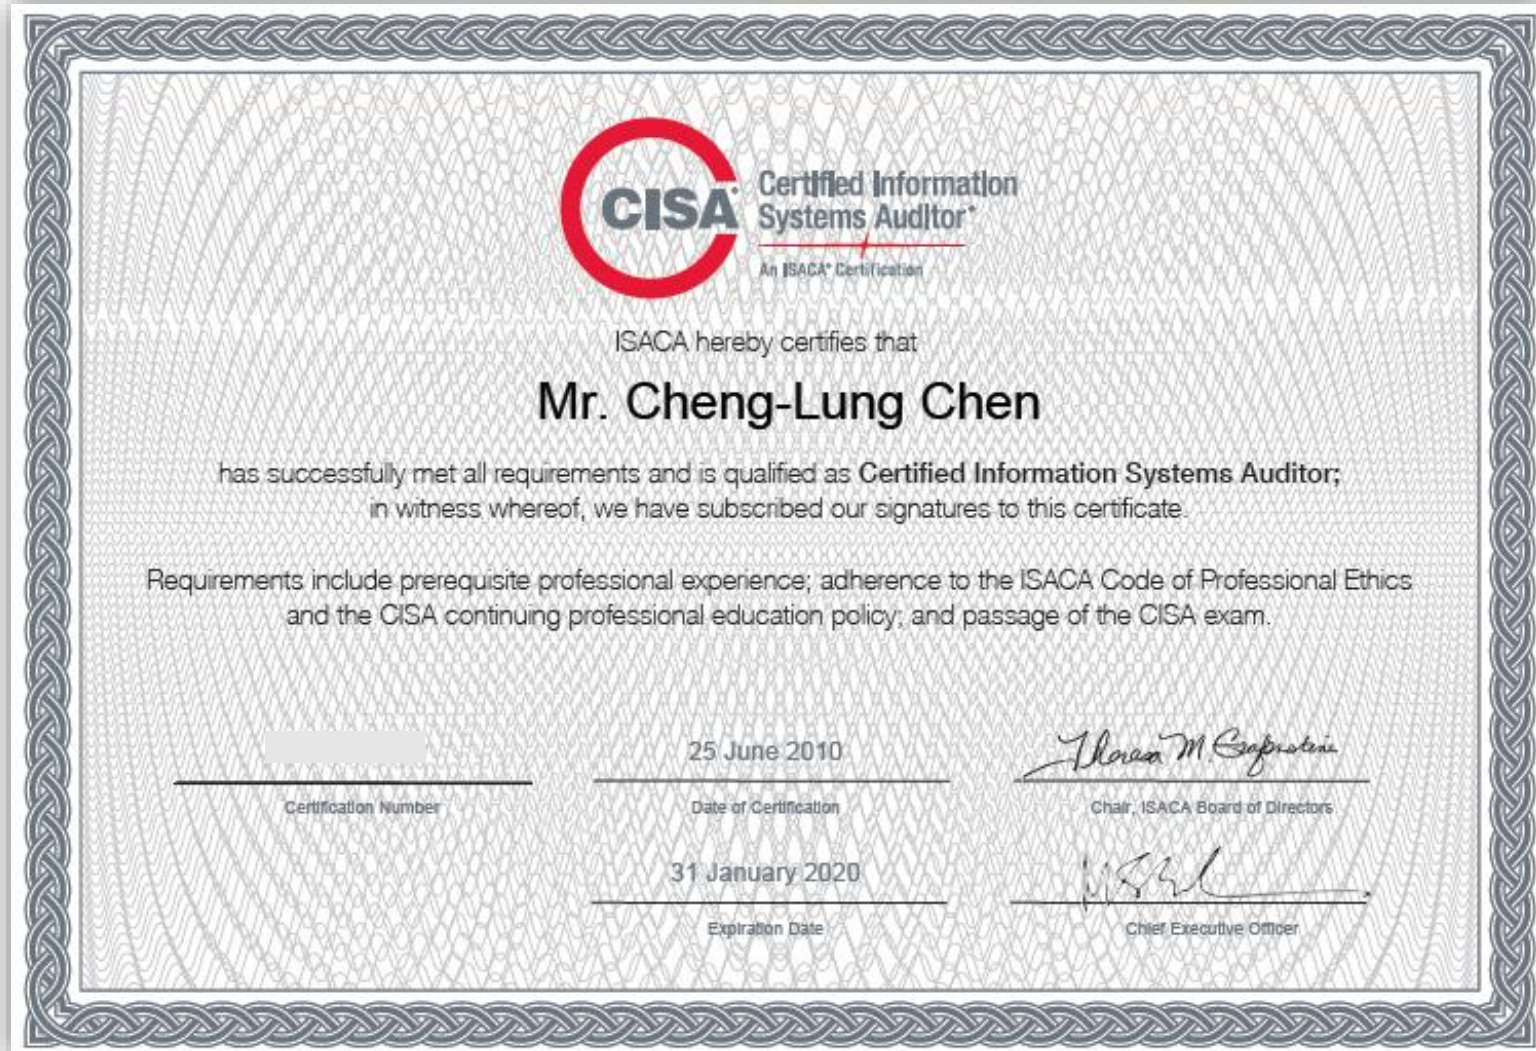 CISA®
Certified Information
Systems Auditor®
An ISACA® Certification
ISACA hereby certifies that
Mr. Cheng-Lung Chen
has successfully met all requirements and is qualified as Certified Information Systems Auditor;
in witness whereof, we have subscribed our signatures to this certificate.
Requirements include prerequisite professional experience; adherence to the ISACA Code of Professional Ethics
and the CISA continuing professional education policy; and passage of the CISA exam.
25 June 2010
Theresa M.
Certification Number
Date of Certification
Chair, ISACA Board of Directors
31 January 2020
Expiration Date
Chief Executive Officer